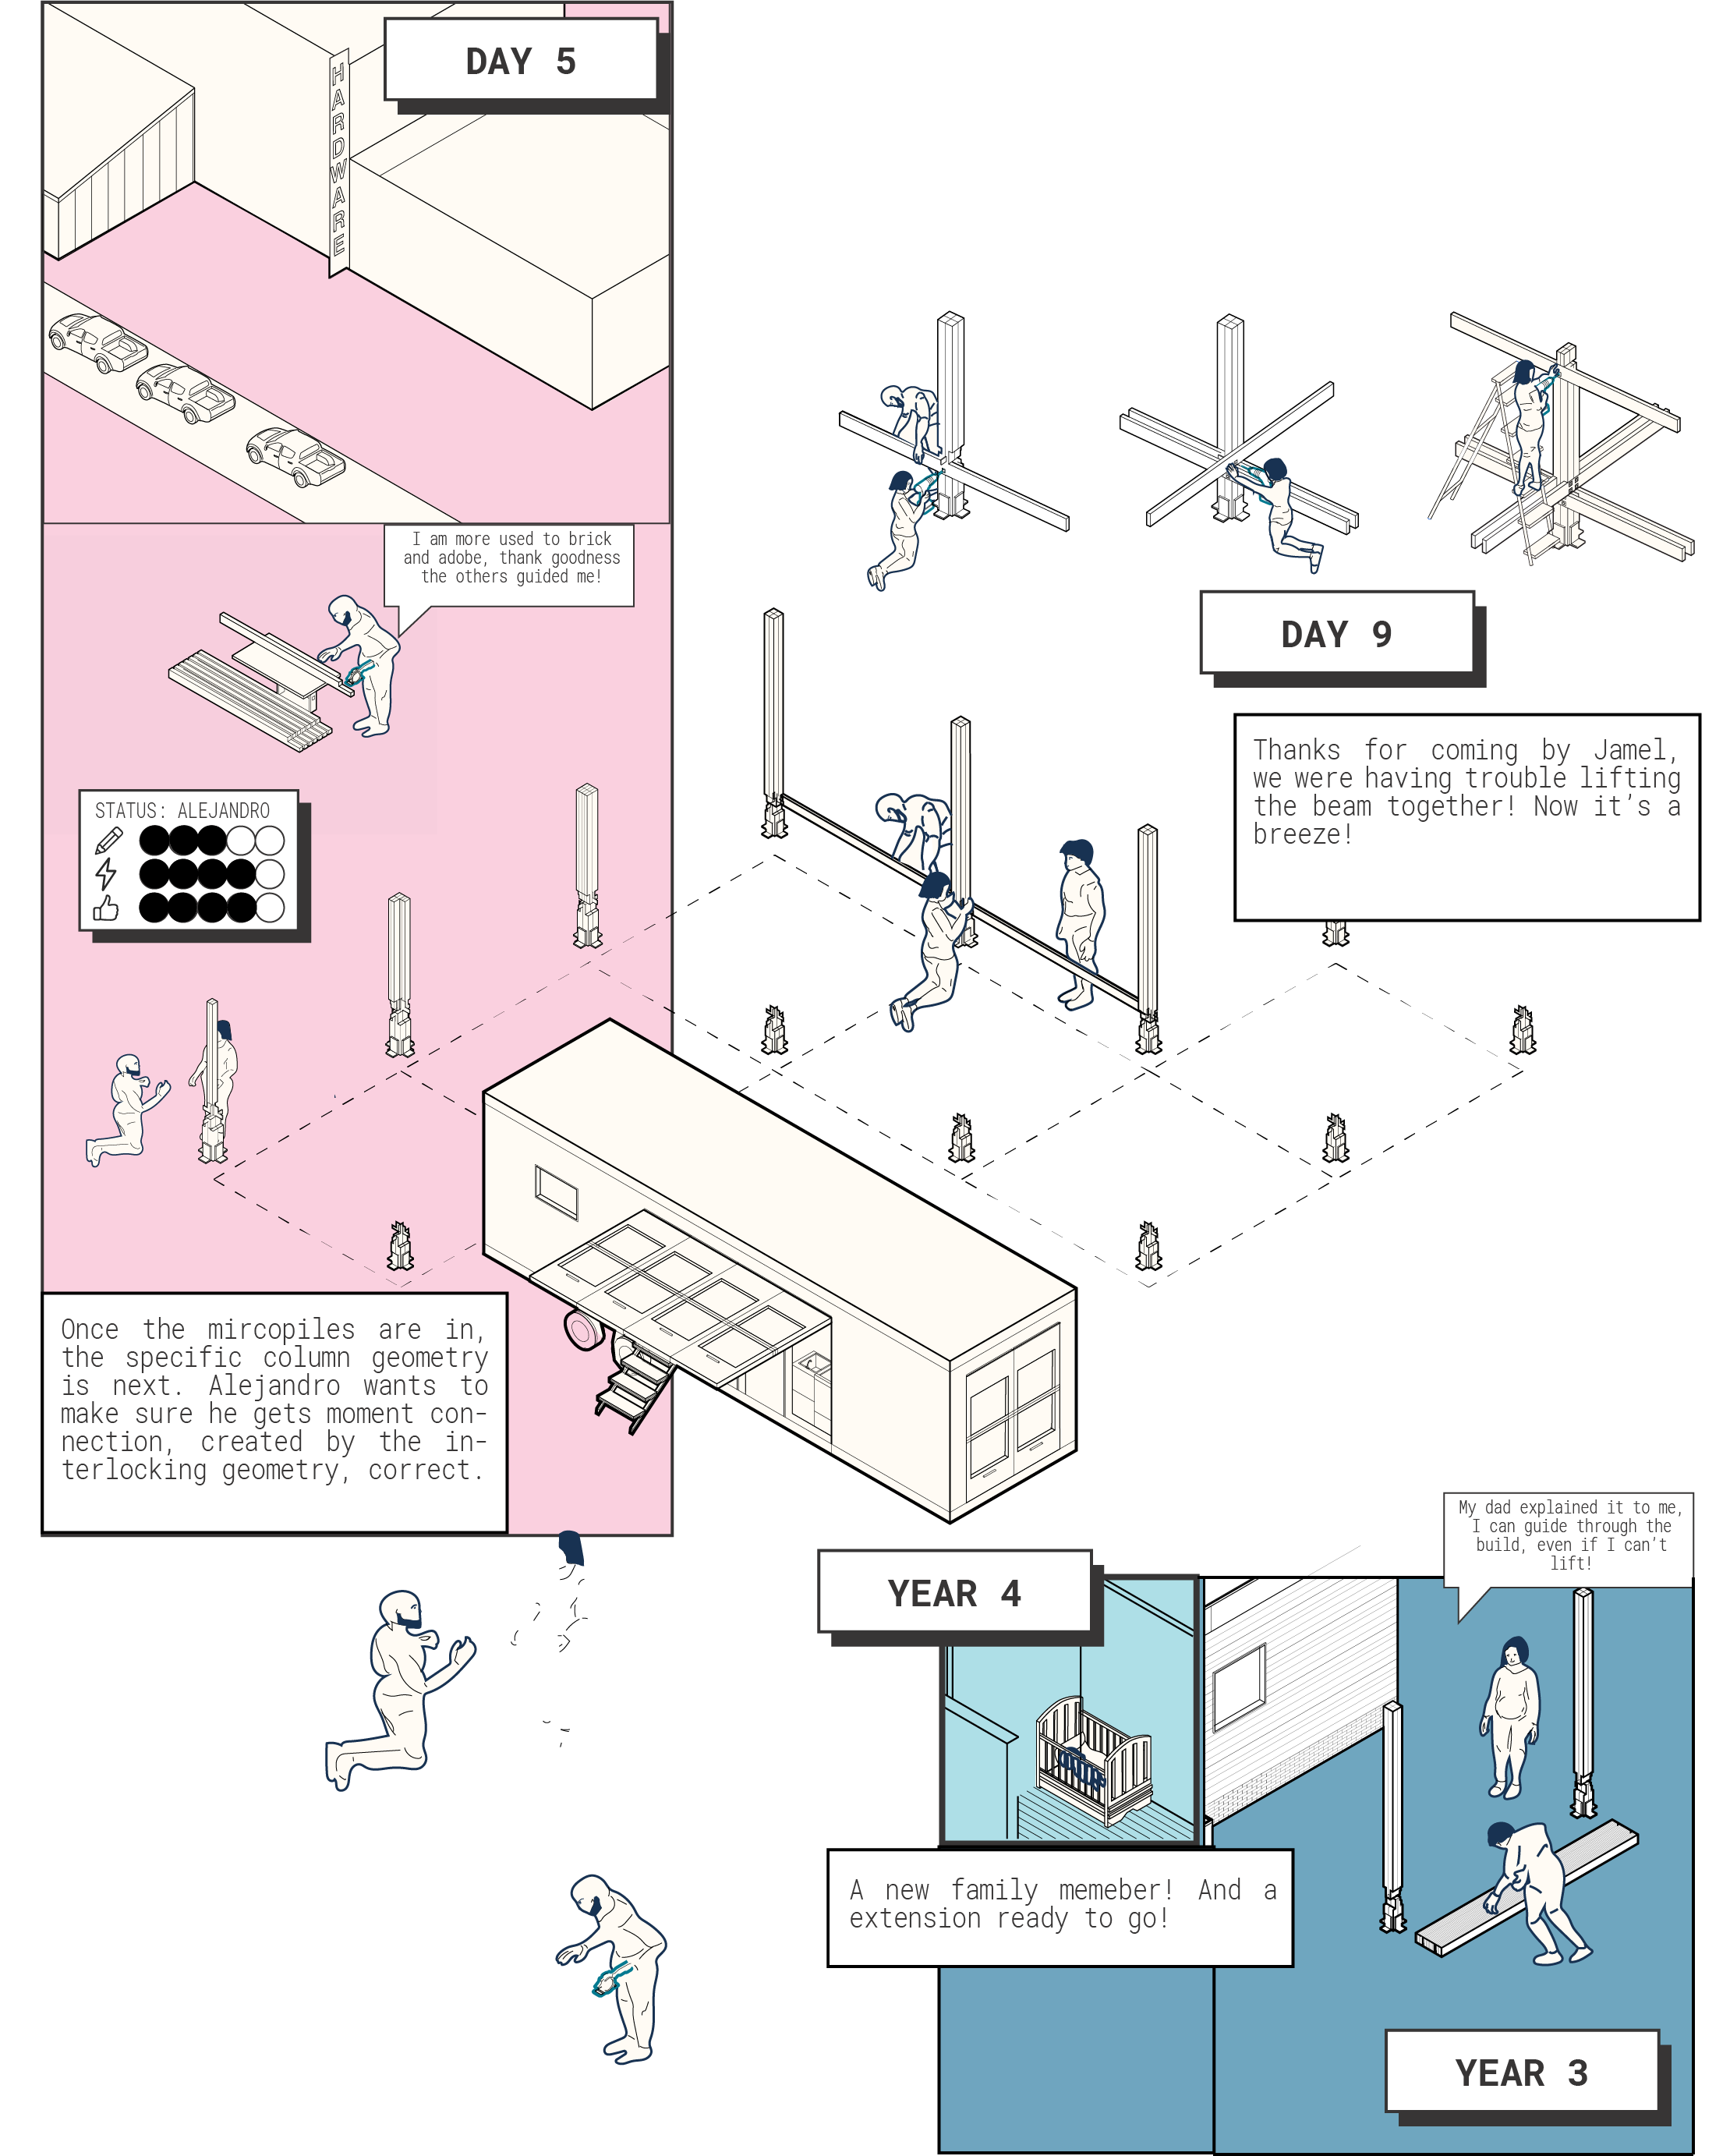 DAY 5
HARDWARE
I am more used to brick
and adobe, thank goodness
the others guided me!
STATUS: ALEJANDRO
DAY 9
Thanks for coming by Jamel,
we were having trouble lifting
the beam together! Now it's a
breeze!
Once the mircopiles are in,
the specific column geometry
is next. Alejandro wants to
make sure he gets moment con-
nection, created by the in-
terlocking geometry, correct.
My dad explained it to me,
I can guide through the
build, even if I can't
lift!
YEAR 4
A new family memeber! And a
extension ready to go!
YEAR 3